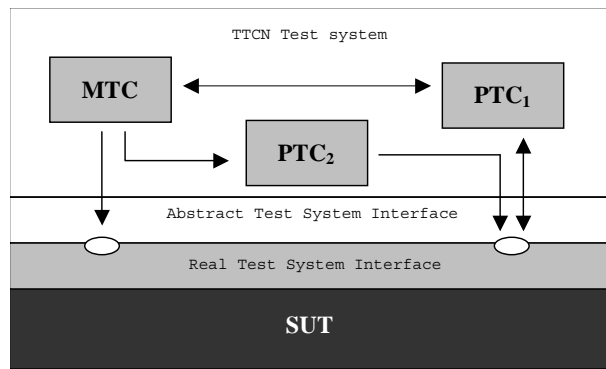 TTCN Test system
MTC
PTC₁
PTC₂
Abstract Test System Interface
Real Test System Interface
SUT